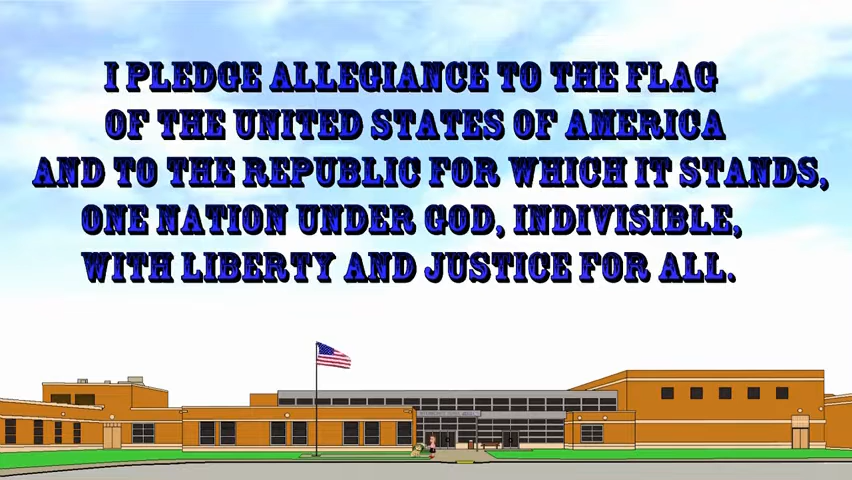 I PLEDGE ALLEGIANCE TO THE FLAG
OF THE UNITED STATES OF AMERICA
AND TO THE REPUBLIC FOR WHICH IT STANDS,
ONE NATION UNDER GOD, INDIVISIBLE,
WITH LIBERTY AND JUSTICE FOR ALL.